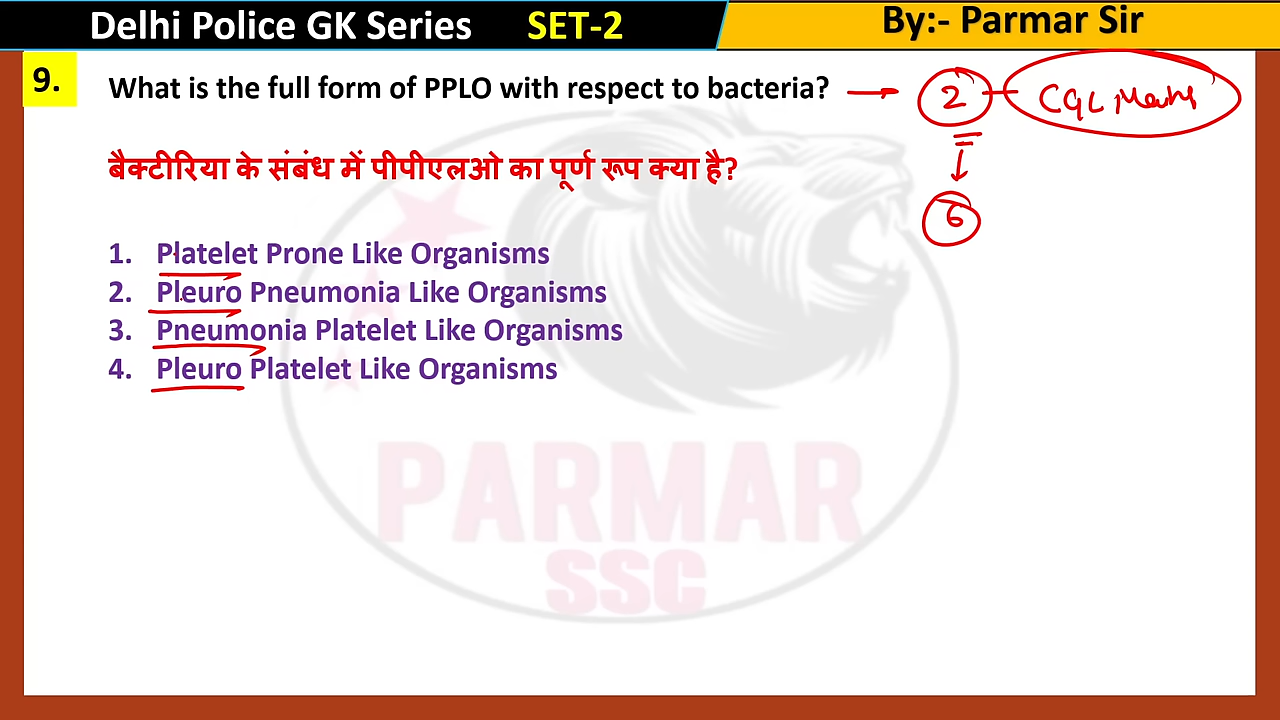 Delhi Police GK Series SET-2 By:- Parmar Sir
9. What is the full form of PPLO with respect to bacteria? 2 CGL Mains
बैक्टीरिया के संबंध में पीपीएलओ का पूर्ण रूप क्या है?
6
1. Platelet Prone Like Organisms
2. Pleuro Pneumonia Like Organisms
3. Pneumonia Platelet Like Organisms
4. Pleuro Platelet Like Organisms
PARMAR
SSC